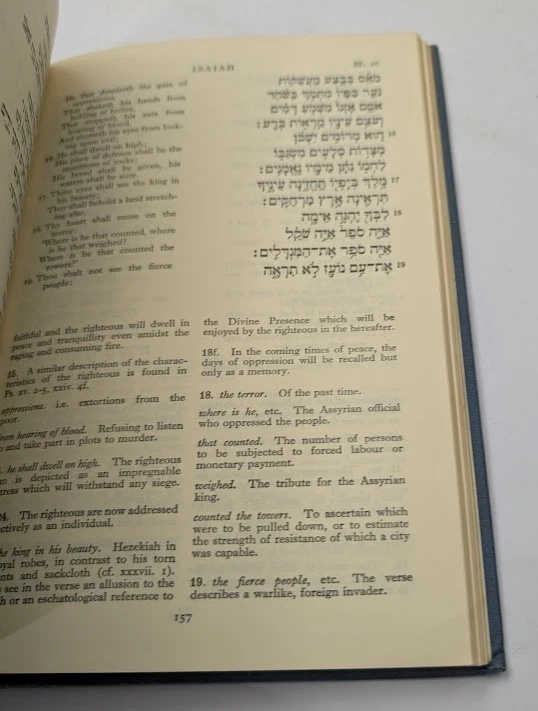 ISAIAH
He that despiseth the gain of
oppressions,
That shaketh his hands from
holding of bribes,
That stoppeth his ears from
hearing of blood,
And shutteth his eyes from look-
ing upon evil;
16. He shall dwell on high;
His place of defence shall be the
munitions of rocks;
His bread shall be given, his
waters shall be sure.
17. Thine eyes shall see the king in
his beauty;
They shall behold a land stretch-
ing afar.
18. Thy heart shall muse on the
terror:
'Where is he that counted, where
is he that weighed?
Where is he that counted the
towers?'
19. Thou shalt not see the fierce
people;
מֹאֵס בְּבֶצַע מַעֲשַׁקּוֹת
נֹעֵר כַּפָּיו מִתְּמֹךְ בַּשֹּׁחַד
אֹטֵם אָזְנוֹ מִשְּׁמֹעַ דָּמִים
וְעֹצֵם עֵינָיו מֵרְאוֹת בְּרָע׃
16 הוּא מְרוֹמִים יִשְׁכֹּן
מְצָדוֹת סְלָעִים מִשְׂגַּבּוֹ
לַחְמוֹ נִתָּן מֵימָיו נֶאֱמָנִים׃
17 מֶלֶךְ בְּיָפְיוֹ תֶּחֱזֶינָה עֵינֶיךָ
תִּרְאֶינָה אֶרֶץ מַרְחַקִּים׃
18 לִבְּךָ יֶהְגֶּה אֵימָה
אַיֵּה סֹפֵר אַיֵּה שֹׁקֵל
אַיֵּה סֹפֵר אֶת־הַמִּגְדָּלִים׃
19 אֶת־עַם נוֹעָז לֹא תִרְאֶה
faithful and the righteous will dwell in
peace and tranquillity even amidst the
raging and consuming fire.
15. A similar description of the charac-
teristics of the righteous is found in
Ps. xv. 2-5, xxiv. 4f.
oppressions. i.e. extortions from the
poor.
from hearing of blood. Refusing to listen
and take part in plots to murder.
he shall dwell on high. The righteous
is depicted as an impregnable
which will withstand any siege.
The righteous are now addressed
as an individual.
king in his beauty. Hezekiah in
robes, in contrast to his torn
and sackcloth (cf. xxxvii. 1).
see in the verse an allusion to the
or an eschatological reference to
the Divine Presence which will be
enjoyed by the righteous in the hereafter.
18f. In the coming times of peace, the
days of oppression will be recalled but
only as a memory.
18. the terror. Of the past time.
where is he, etc. The Assyrian official
who oppressed the people.
that counted. The number of persons
to be subjected to forced labour or
monetary payment.
weighed. The tribute for the Assyrian
king.
counted the towers. To ascertain which
were to be pulled down, or to estimate
the strength of resistance of which a city
was capable.
19. the fierce people, etc. The verse
describes a warlike, foreign invader.
157